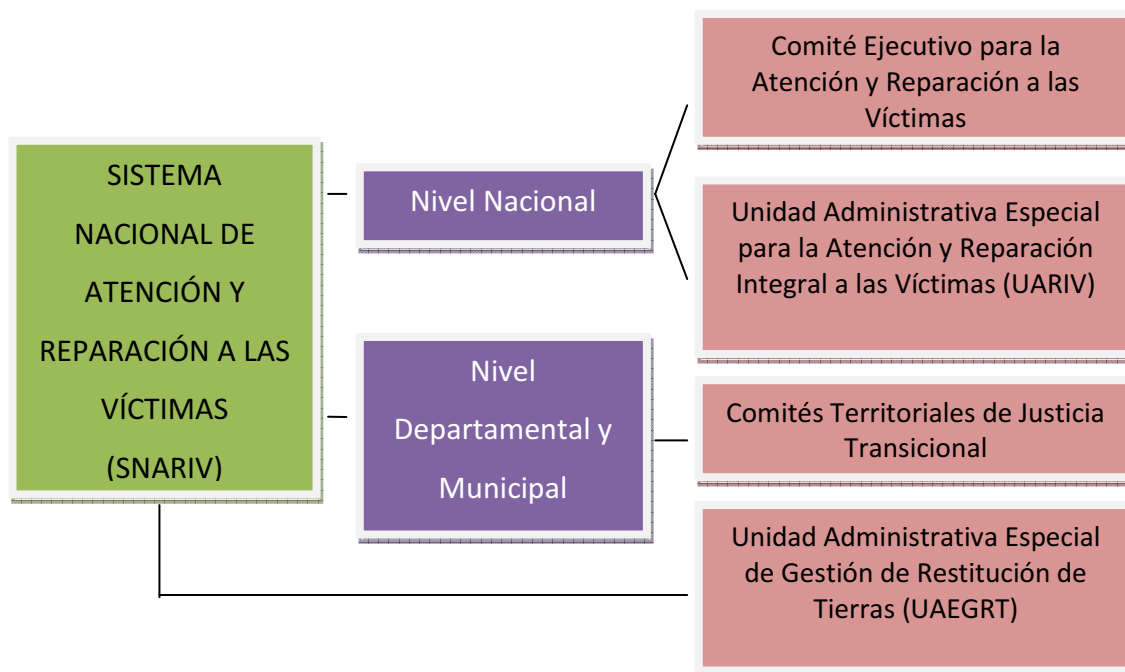 SISTEMA
NACIONAL DE
ATENCIÓN Y
REPARACIÓN A LAS
VÍCTIMAS
(SNARIV)
Nivel Nacional
Nivel
Departamental y
Municipal
Comité Ejecutivo para la
Atención y Reparación a las
Víctimas
Unidad Administrativa Especial
para la Atención y Reparación
Integral a las Víctimas (UARIV)
Comités Territoriales de Justicia
Transicional
Unidad Administrativa Especial
de Gestión de Restitución de
Tierras (UAEGRT)